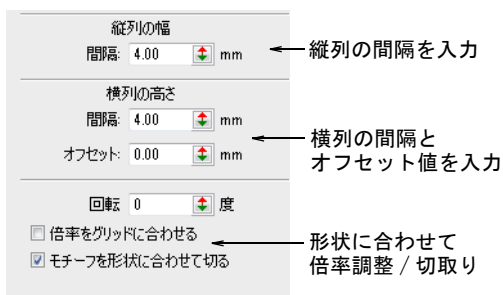 縦列の幅
間隔: 4.00 mm
縦列の間隔を入力
横列の高さ
間隔: 4.00 mm
オフセット: 0.00 mm
横列の間隔と
オフセット値を入力
回転 0 度
倍率をグリッドに合わせる
モチーフを形状に合わせて切る
形状に合わせて
倍率調整 / 切取り